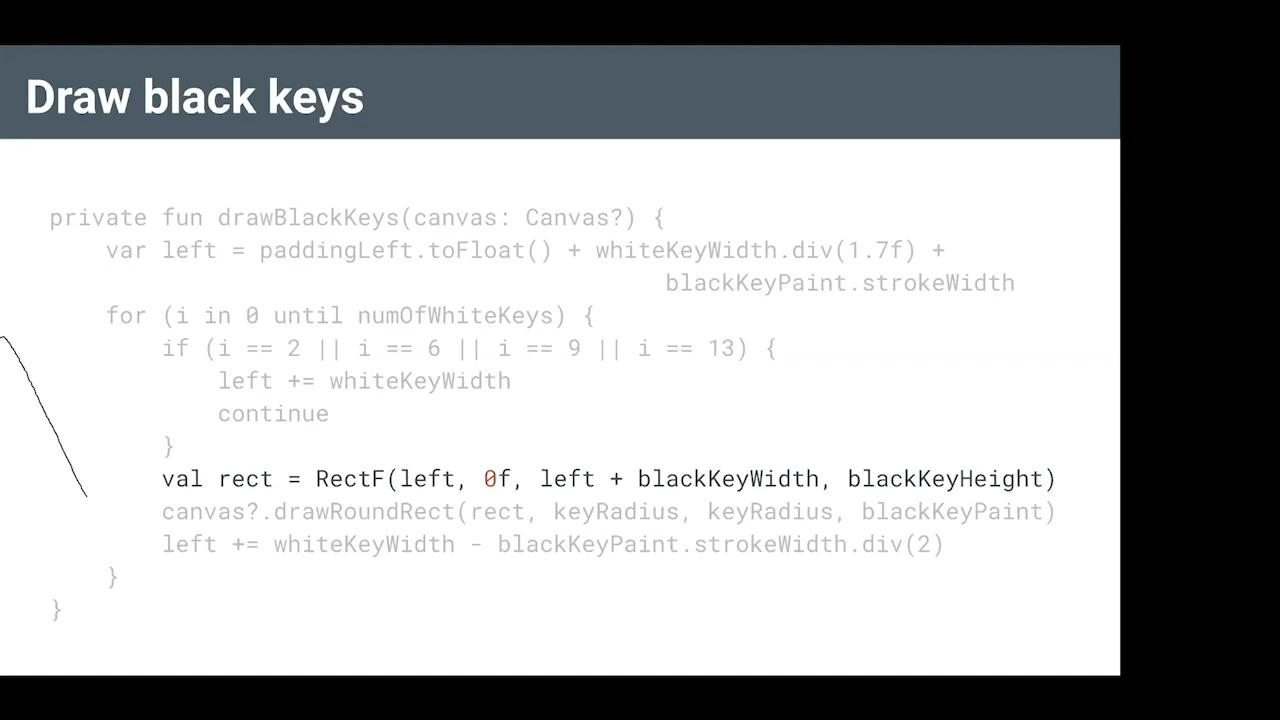 Draw black keys
private fun drawBlackKeys(canvas: Canvas?) {
    var left = paddingLeft.toFloat() + whiteKeyWidth.div(1.7f) +
                                            blackKeyPaint.strokeWidth
    for (i in 0 until numOfWhiteKeys) {
        if (i == 2 || i == 6 || i == 9 || i == 13) {
            left += whiteKeyWidth
            continue
        }
        val rect = RectF(left, 0f, left + blackKeyWidth, blackKeyHeight)
        canvas?.drawRoundRect(rect, keyRadius, keyRadius, blackKeyPaint)
        left += whiteKeyWidth - blackKeyPaint.strokeWidth.div(2)
    }
}